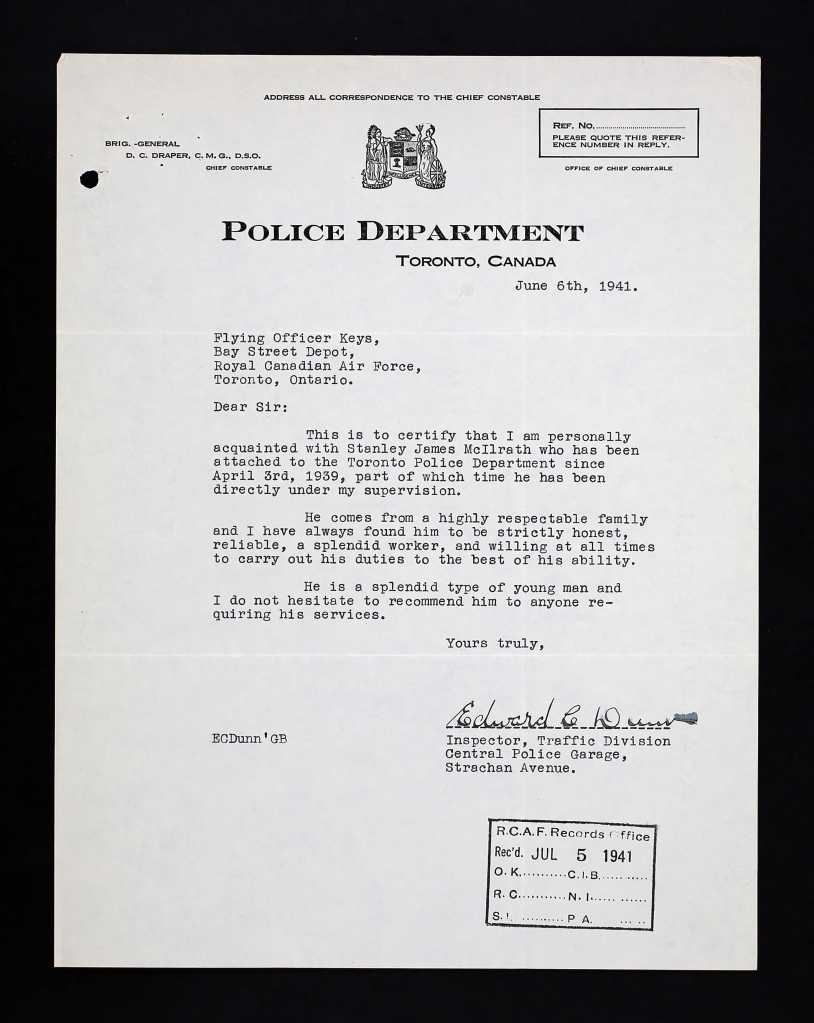 ADDRESS ALL CORRESPONDENCE TO THE CHIEF CONSTABLE
BRIG.-GENERAL
D. C. DRAPER, C. M. G., D.S.O.
CHIEF CONSTABLE
REF. NO.
PLEASE QUOTE THIS REFER-
ENCE NUMBER IN REPLY.
OFFICE OF CHIEF CONSTABLE
POLICE DEPARTMENT
TORONTO, CANADA
June 6th, 1941.
Flying Officer Keys,
Bay Street Depot,
Royal Canadian Air Force,
Toronto, Ontario.
Dear Sir:
This is to certify that I am personally
acquainted with Stanley James McIlrath who has been
attached to the Toronto Police Department since
April 3rd, 1939, part of which time he has been
directly under my supervision.
He comes from a highly respectable family
and I have always found him to be strictly honest,
reliable, a splendid worker, and willing at all times
to carry out his duties to the best of his ability.
He is a splendid type of young man and
I do not hesitate to recommend him to anyone re-
quiring his services.
Yours truly,
Edward C Dunn
ECDunn'GB
Inspector, Traffic Division
Central Police Garage,
Strachan Avenue.
R.C.A.F. Records Office
Rec'd. JUL 5 1941
O. K. C. I. B.
R. C. N. I.
P A.